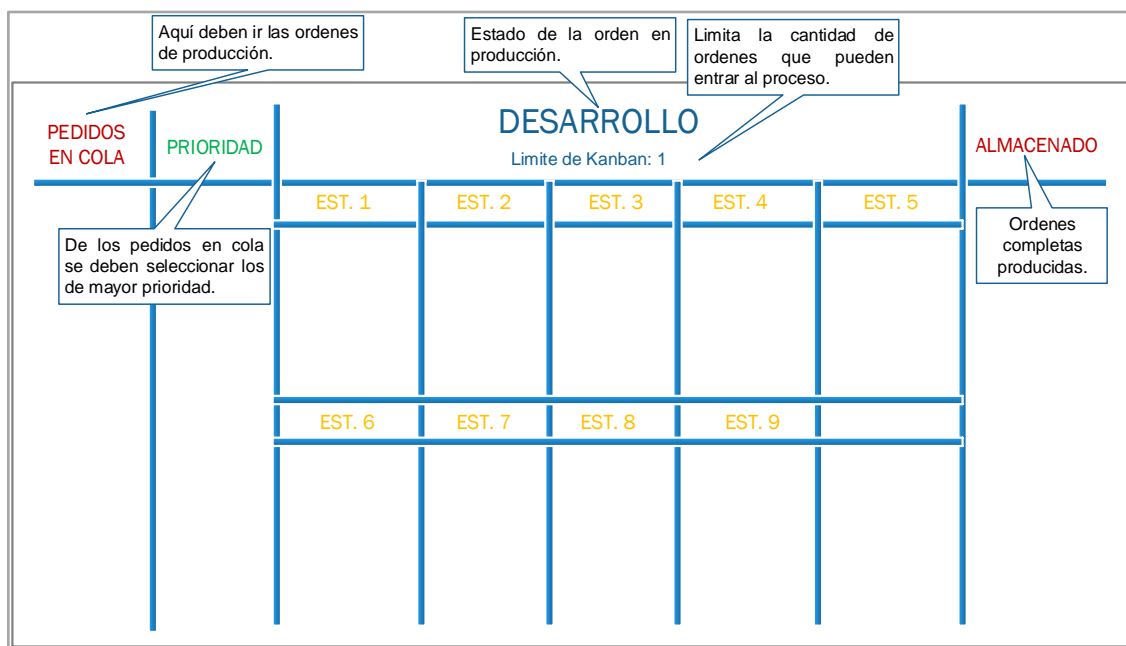 Aquí deben ir las ordenes
de producción.
Estado de la orden en
producción.
Limita la cantidad de
ordenes que pueden
entrar al proceso.
PEDIDOS
EN COLA
PRIORIDAD
DESARROLLO
Limite de Kanban: 1
ALMACENADO
EST. 1
EST. 2
EST. 3
EST. 4
EST. 5
De los pedidos en cola
se deben seleccionar los
de mayor prioridad.
Ordenes
completas
producidas.
EST. 6
EST. 7
EST. 8
EST. 9